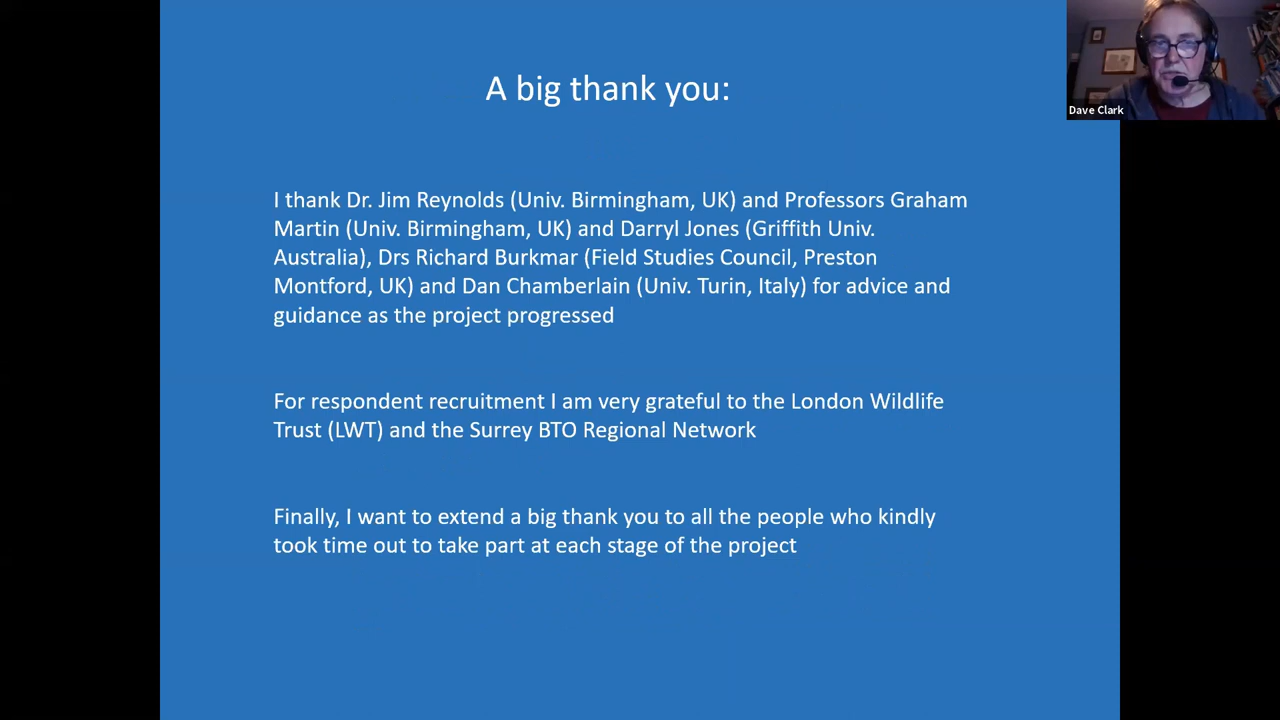 A big thank you:
Dave Clark
I thank Dr. Jim Reynolds (Univ. Birmingham, UK) and Professors Graham
Martin (Univ. Birmingham, UK) and Darryl Jones (Griffith Univ.
Australia), Drs Richard Burkmar (Field Studies Council, Preston
Montford, UK) and Dan Chamberlain (Univ. Turin, Italy) for advice and
guidance as the project progressed
For respondent recruitment I am very grateful to the London Wildlife
Trust (LWT) and the Surrey BTO Regional Network
Finally, I want to extend a big thank you to all the people who kindly
took time out to take part at each stage of the project